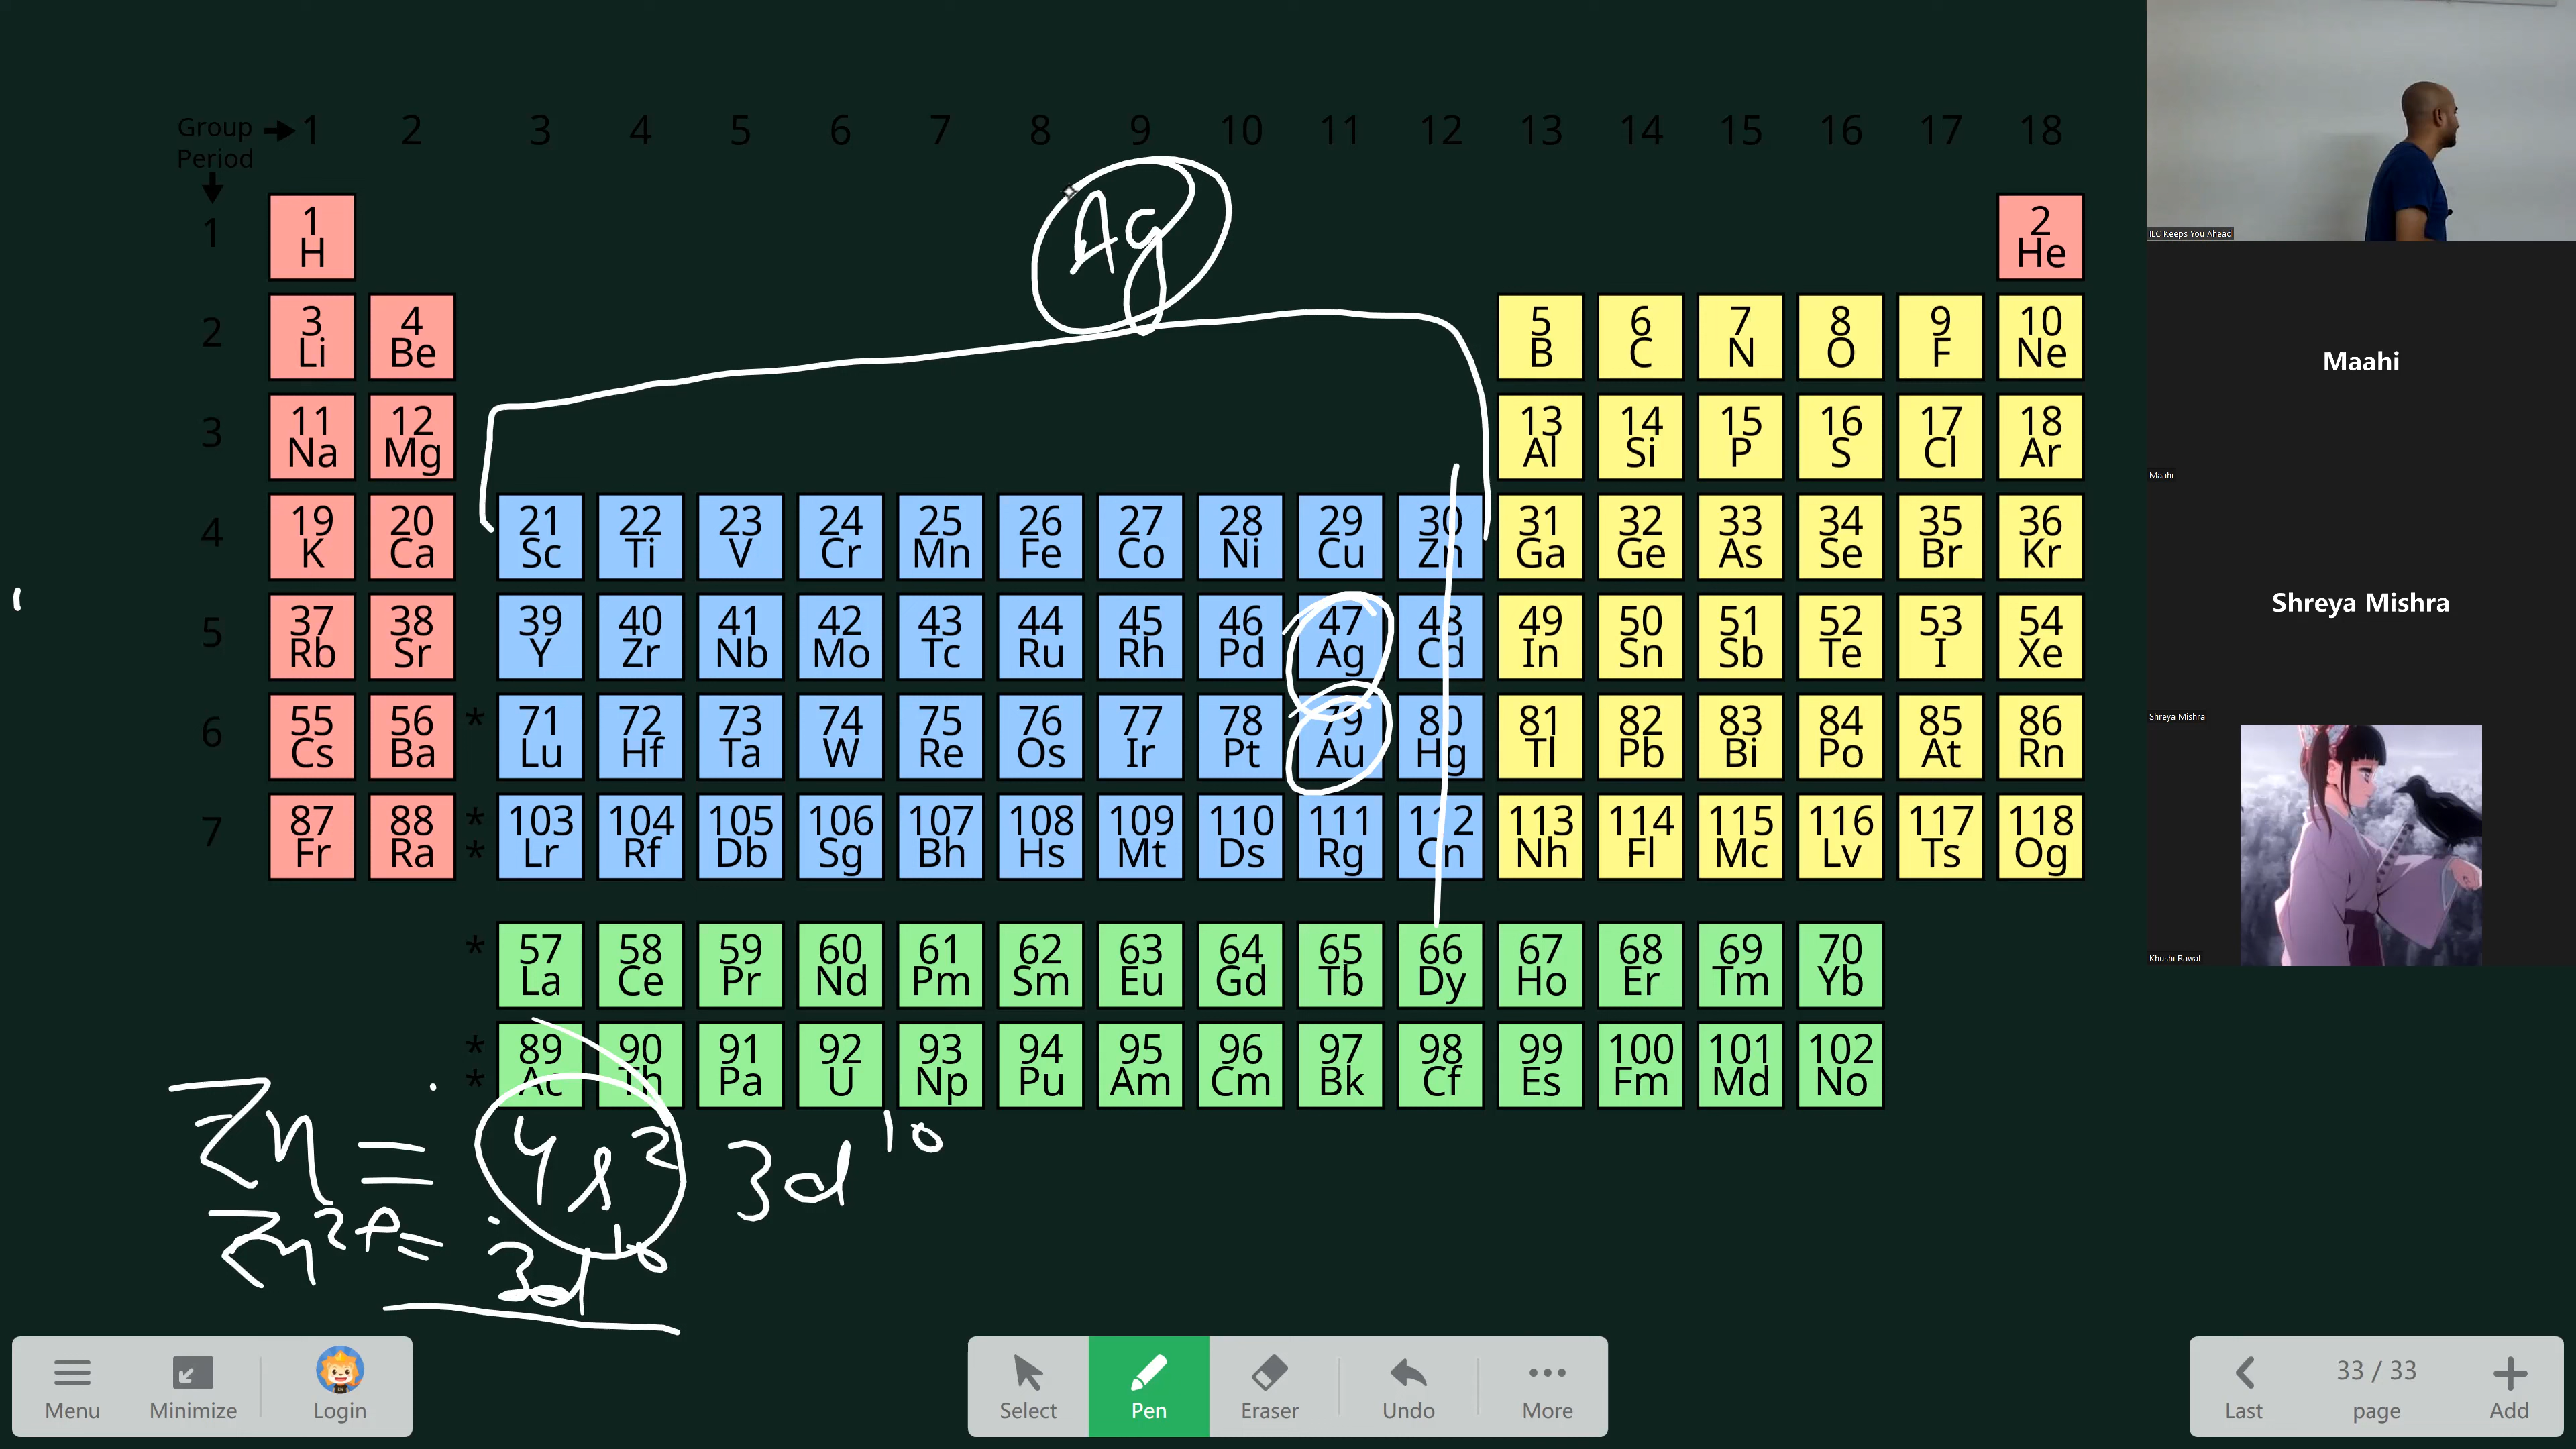 Group 1 2 3 4 5 6 7 8 9 10 11 12 13 14 15 16 17 18
Period
Ag
1 1 H 2 He
2 3 Li 4 Be 5 B 6 C 7 N 8 O 9 F 10 Ne
3 11 Na 12 Mg 13 Al 14 Si 15 P 16 S 17 Cl 18 Ar
4 19 K 20 Ca 21 Sc 22 Ti 23 V 24 Cr 25 Mn 26 Fe 27 Co 28 Ni 29 Cu 30 Zn 31 Ga 32 Ge 33 As 34 Se 35 Br 36 Kr
5 37 Rb 38 Sr 39 Y 40 Zr 41 Nb 42 Mo 43 Tc 44 Ru 45 Rh 46 Pd 47 Ag 48 Cd 49 In 50 Sn 51 Sb 52 Te 53 I 54 Xe
6 55 Cs 56 Ba * 71 Lu 72 Hf 73 Ta 74 W 75 Re 76 Os 77 Ir 78 Pt 79 Au 80 Hg 81 Tl 82 Pb 83 Bi 84 Po 85 At 86 Rn
7 87 Fr 88 Ra * * 103 Lr 104 Rf 105 Db 106 Sg 107 Bh 108 Hs 109 Mt 110 Ds 111 Rg 112 Cn 113 Nh 114 Fl 115 Mc 116 Lv 117 Ts 118 Og
* 57 La 58 Ce 59 Pr 60 Nd 61 Pm 62 Sm 63 Eu 64 Gd 65 Tb 66 Dy 67 Ho 68 Er 69 Tm 70 Yb
* * 89 Ac 90 Th 91 Pa 92 U 93 Np 94 Pu 95 Am 96 Cm 97 Bk 98 Cf 99 Es 100 Fm 101 Md 102 No
Zn = 4s² 3d¹⁰
Zn²⁺ = 3d¹⁰
ILC Keeps You Ahead
Maahi
Maahi
Shreya Mishra
Shreya Mishra
Khushi Rawat
Menu Minimize Login Select Pen Eraser Undo More Last 33 / 33 page Add